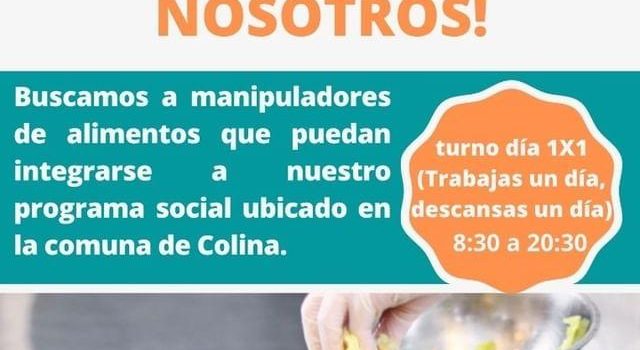 NOSOTROS!
Buscamos a manipuladores
de alimentos que puedan
integrarse a nuestro
programa social ubicado en
la comuna de Colina.
turno día 1X1
(Trabajas un día,
descansas un día)
8:30 a 20:30